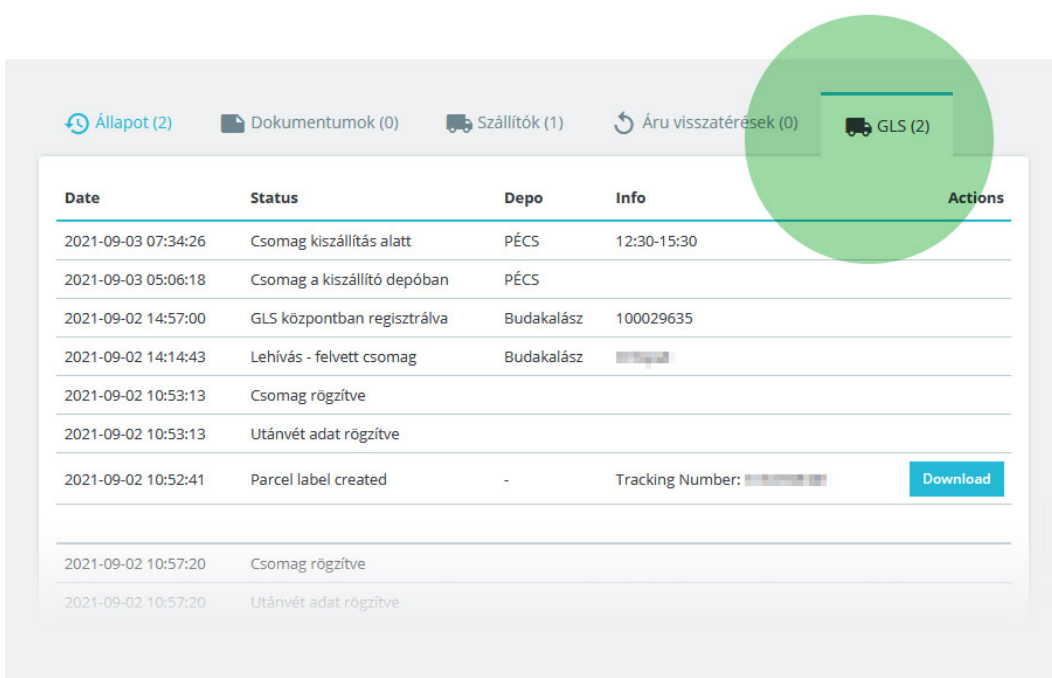 Állapot (2) Dokumentumok (0) Szállítók (1) Áru visszatérések (0) GLS (2)
Date Status Depo Info Actions
2021-09-03 07:34:26 Csomag kiszállítás alatt PÉCS 12:30-15:30
2021-09-03 05:06:18 Csomag a kiszállító depóban PÉCS
2021-09-02 14:57:00 GLS központban regisztrálva Budakalász 100029635
2021-09-02 14:14:43 Lehívás - felvett csomag Budakalász
2021-09-02 10:53:13 Csomag rögzítve
2021-09-02 10:53:13 Utánvét adat rögzítve
2021-09-02 10:52:41 Parcel label created - Tracking Number: Download
2021-09-02 10:57:20 Csomag rögzítve
2021-09-02 10:57:20 Utánvét adat rögzítve